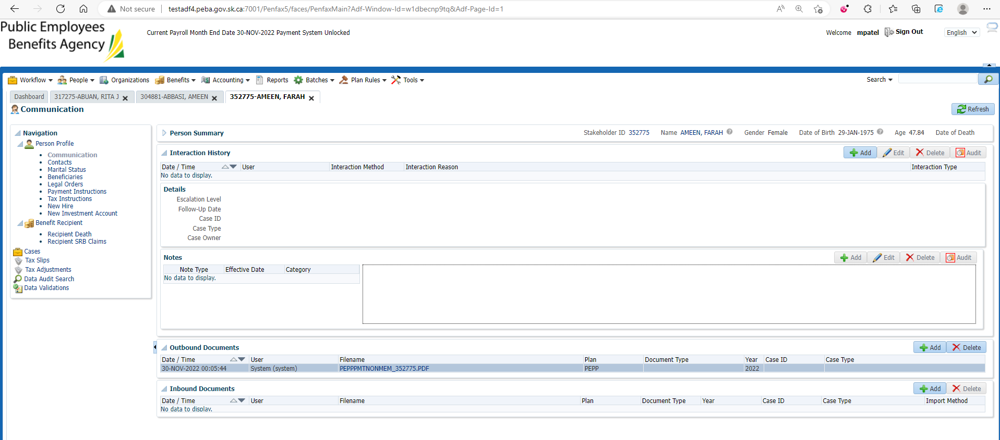 Not secure | testadf4.peba.gov.sk.ca:7001/Penfax5/faces/PenfaxMain?Adf-Window-Id=w1dbecnp9tq&Adf-Page-Id=1
Public Employees
Benefits Agency
Current Payroll Month End Date 30-NOV-2022 Payment System Unlocked
Welcome mpatel Sign Out English
Workflow People Organizations Benefits Accounting Reports Batches Plan Rules Tools Search
Dashboard 317275-ABUAN, RITA J 304881-ABBASI, AMEEN 352775-AMEEN, FARAH
Communication
Refresh
Navigation
Person Profile
Communication
Contacts
Marital Status
Beneficiaries
Legal Orders
Payment Instructions
Tax Instructions
New Hire
New Investment Account
Benefit Recipient
Recipient Death
Recipient SRB Claims
Cases
Tax Slips
Tax Adjustments
Data Audit Search
Data Validations
Person Summary Stakeholder ID 352775 Name AMEEN, FARAH Gender Female Date of Birth 29-JAN-1975 Age 47.84 Date of Death
Interaction History Add Edit Delete Audit
Date / Time User Interaction Method Interaction Reason Interaction Type
No data to display.
Details
Escalation Level
Follow-Up Date
Case ID
Case Type
Case Owner
Notes Add Edit Delete Audit
Note Type Effective Date Category
No data to display.
Outbound Documents Add Delete
Date / Time User Filename Plan Document Type Year Case ID Case Type
30-NOV-2022 00:05:44 System (system) PEPPPMTNONMEM_352775.PDF PEPP 2022
Inbound Documents Add Delete
Date / Time User Filename Plan Document Type Year Case ID Case Type Import Method
No data to display.